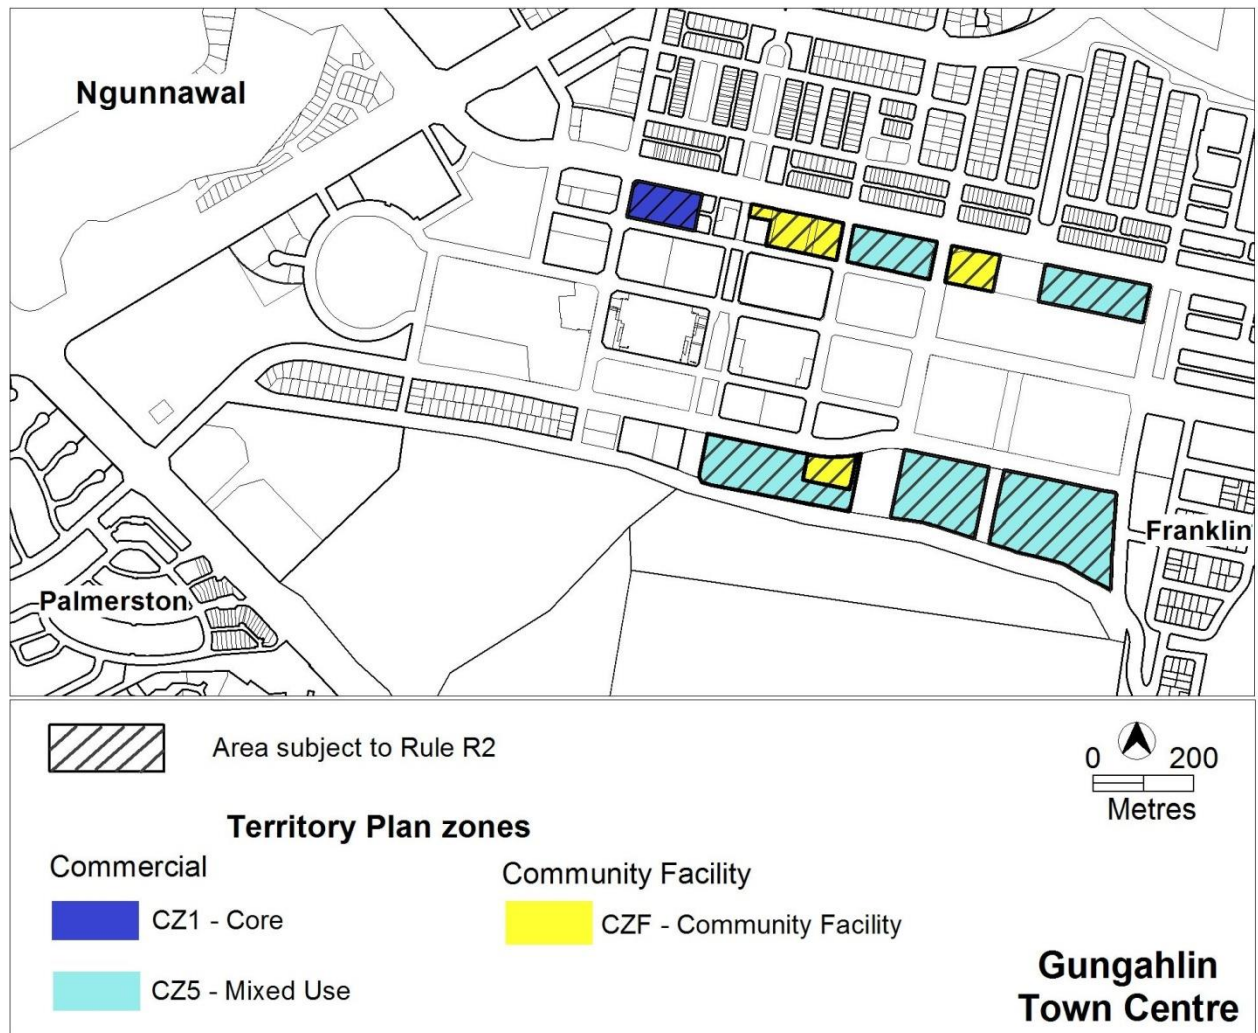 Ngunnawal
Franklin
Palmerston
Area subject to Rule R2
0 200
Metres
Territory Plan zones
Commercial
Community Facility
CZ1 - Core
CZF - Community Facility
CZ5 - Mixed Use
Gungahlin
Town Centre